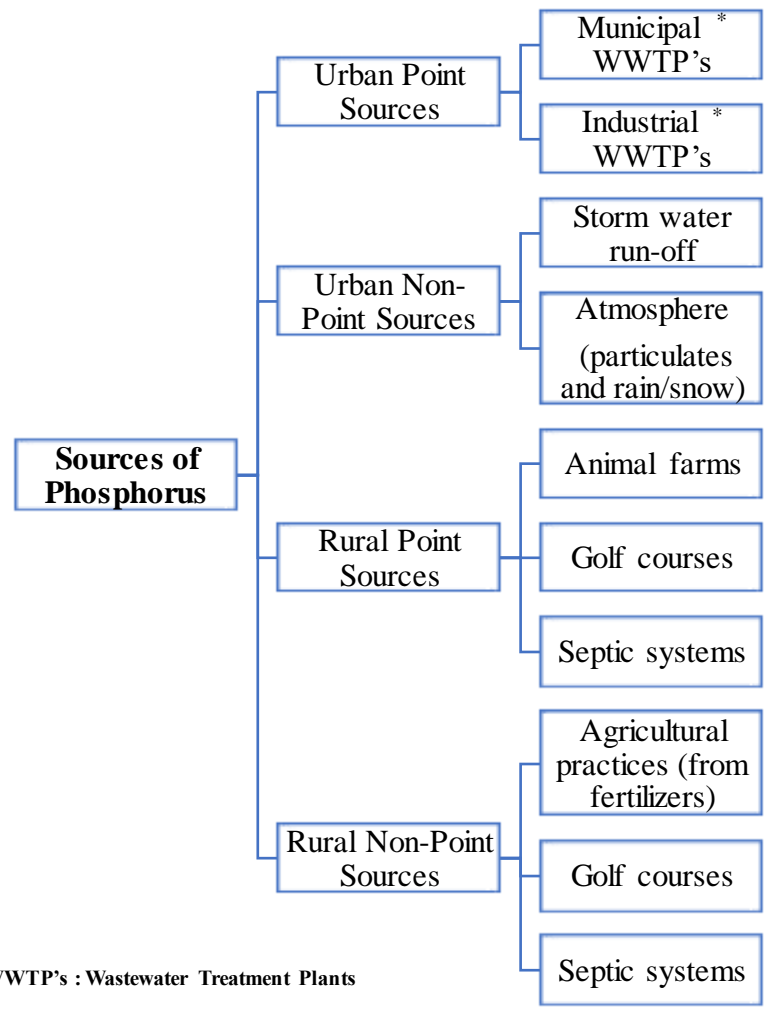 Sources of
Phosphorus
Urban Point
Sources
Municipal *
WWTP's
Industrial *
WWTP's
Urban Non-
Point Sources
Storm water
run-off
Atmosphere
(particulates
and rain/snow)
Rural Point
Sources
Animal farms
Golf courses
Septic systems
Rural Non-Point
Sources
Agricultural
practices (from
fertilizers)
Golf courses
Septic systems
WWTP's : Wastewater Treatment Plants